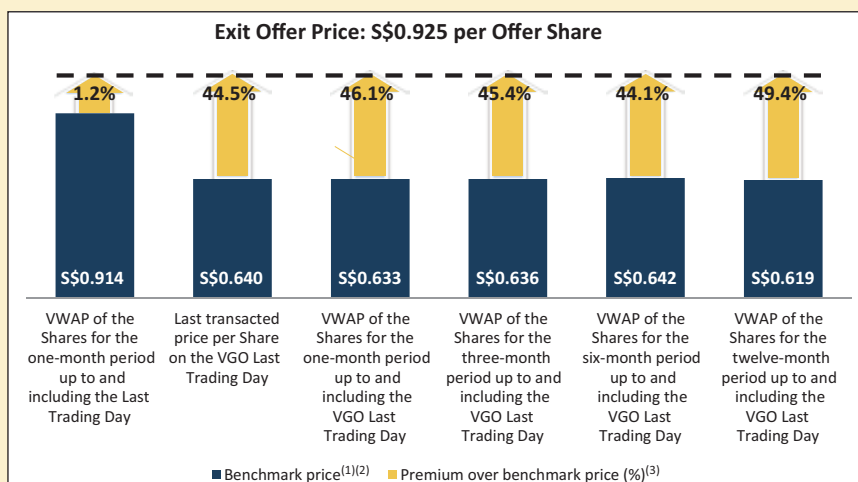 Exit Offer Price: S$0.925 per Offer Share
1.2% 44.5% 46.1% 45.4% 44.1% 49.4%
S$0.914 S$0.640 S$0.633 S$0.636 S$0.642 S$0.619
VWAP of the
Shares for the
one-month period
up to and
including the Last
Trading Day
Last transacted
price per Share
on the VGO Last
Trading Day
VWAP of the
Shares for the
one-month period
up to and
including the
VGO Last
Trading Day
VWAP of the
Shares for the
three-month
period up to and
including the
VGO Last
Trading Day
VWAP of the
Shares for the
six-month period
up to and
including the
VGO Last
Trading Day
VWAP of the
Shares for the
twelve-month
period up to and
including the
VGO Last
Trading Day
Benchmark price(1)(2) Premium over benchmark price (%)(3)